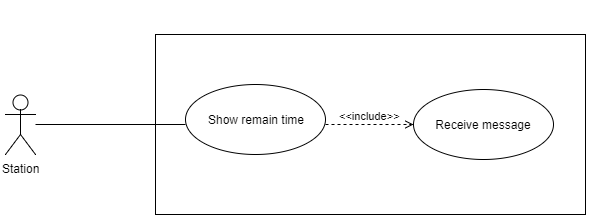 Show remain time
<<include>>
Receive message
Station